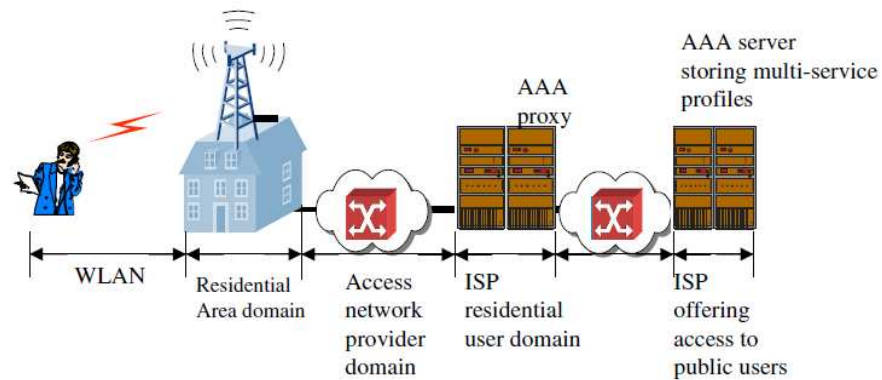 AAA server
storing multi-service
profiles
AAA
proxy
WLAN
Residential
Area domain
Access
network
provider
domain
ISP
residential
user domain
ISP
offering
access to
public users